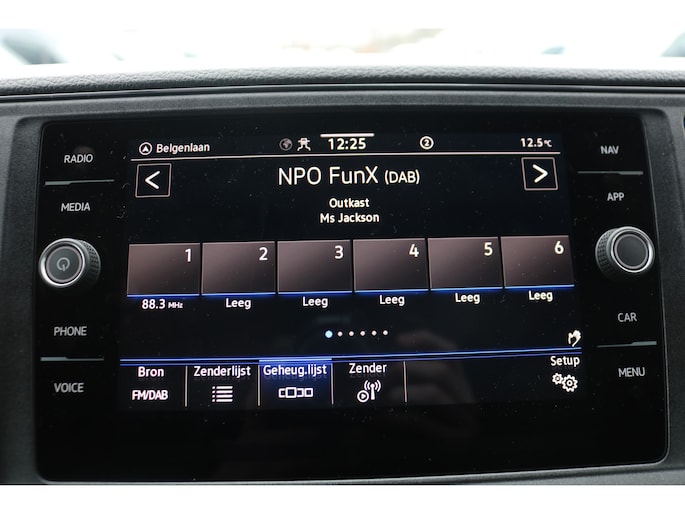 RADIO
MEDIA
PHONE
VOICE
Belgenlaan
12:25
2
12.5°C
NPO FunX (DAB)
Outkast
Ms Jackson
1 2 3 4 5 6
88.3 MHz Leeg Leeg Leeg Leeg Leeg
Bron Zenderlijst Geheug.lijst Zender Setup
FM/DAB
NAV
APP
CAR
MENU